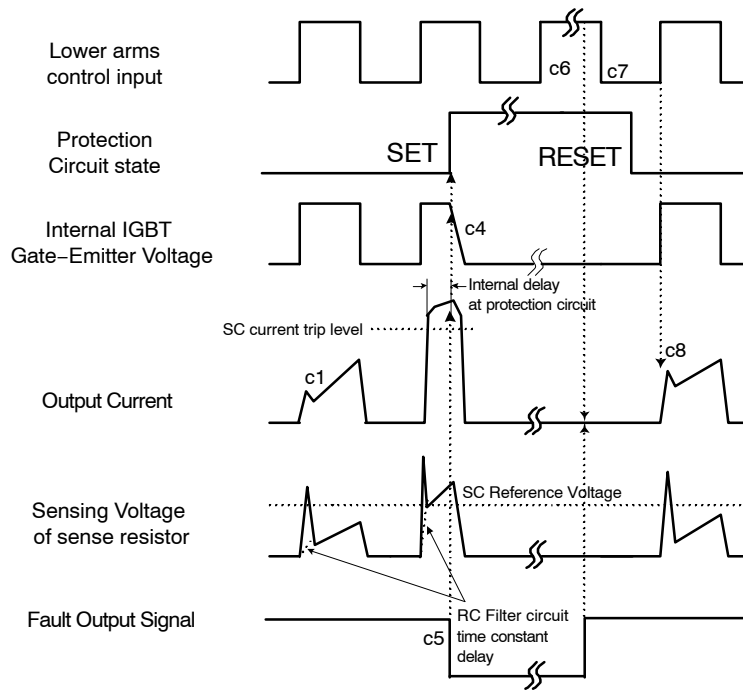 Lower arms
control input
c6
c7
Protection
Circuit state
SET
RESET
Internal IGBT
Gate−Emitter Voltage
c4
Internal delay
at protection circuit
SC current trip level
c1
c8
Output Current
SC Reference Voltage
Sensing Voltage
of sense resistor
Fault Output Signal
c5
RC Filter circuit
time constant
delay